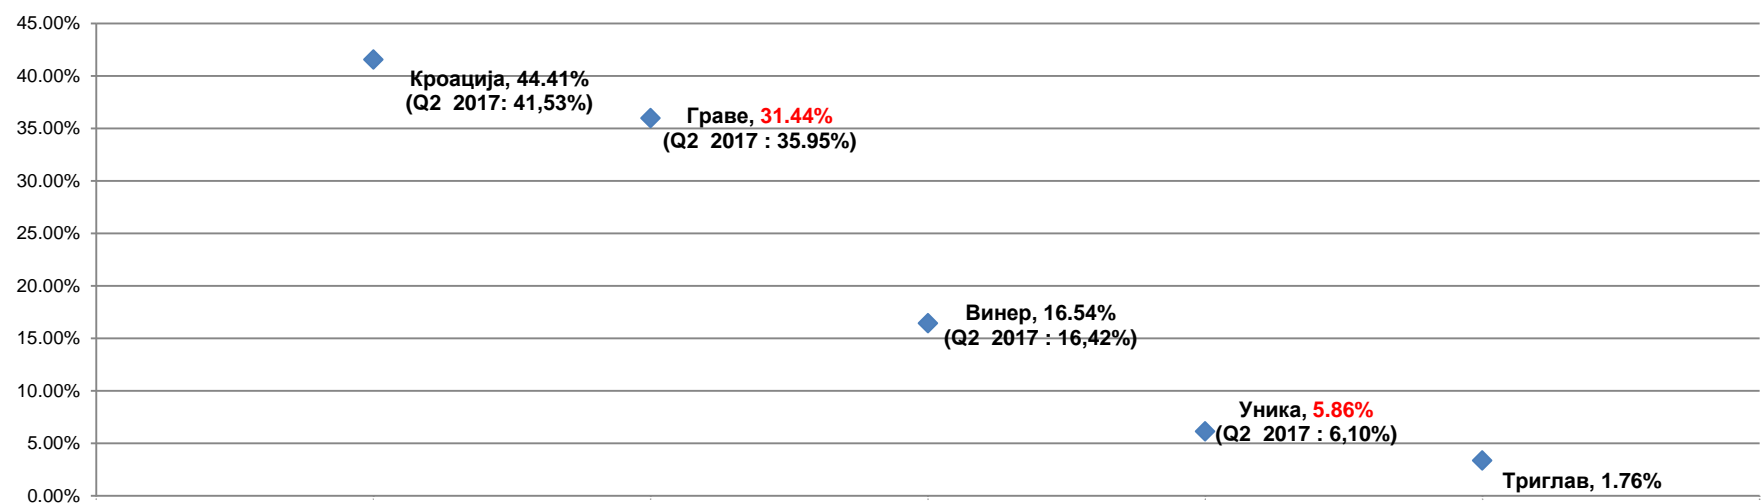 45.00%
40.00%
35.00%
30.00%
25.00%
20.00%
15.00%
10.00%
5.00%
0.00%
Кроација, 44.41%
(Q2 2017: 41,53%)
Граве, 31.44%
(Q2 2017 : 35.95%)
Винер, 16.54%
(Q2 2017 : 16,42%)
Уника, 5.86%
(Q2 2017 : 6,10%)
Триглав, 1.76%